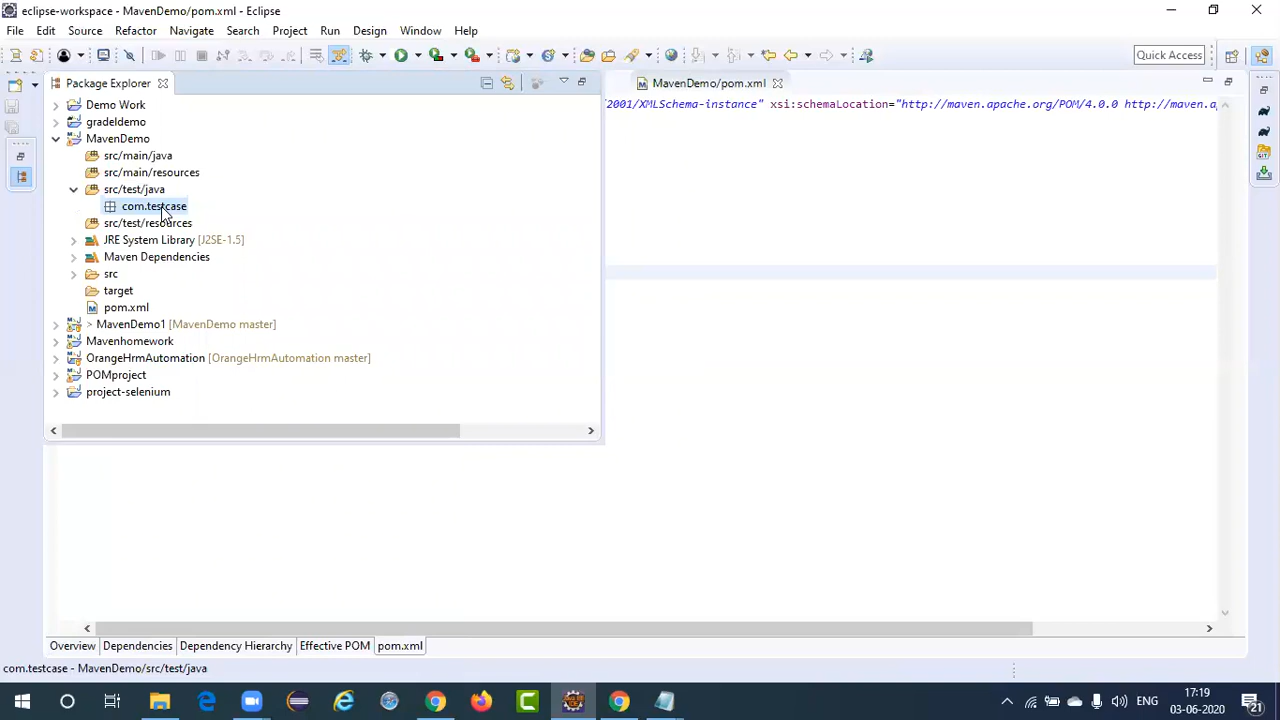 eclipse-workspace - MavenDemo/pom.xml - Eclipse
File Edit Source Refactor Navigate Search Project Run Design Window Help
Quick Access
Package Explorer
MavenDemo/pom.xml
/2001/XMLSchema-instance" xsi:schemaLocation="http://maven.apache.org/POM/4.0.0 http://maven.ap
Demo Work
gradeldemo
MavenDemo
src/main/java
src/main/resources
src/test/java
com.testcase
src/test/resources
JRE System Library [J2SE-1.5]
Maven Dependencies
src
target
pom.xml
> MavenDemo1 [MavenDemo master]
Mavenhomework
OrangeHrmAutomation [OrangeHrmAutomation master]
POMproject
project-selenium
Overview Dependencies Dependency Hierarchy Effective POM pom.xml
com.testcase - MavenDemo/src/test/java
ENG
17:19
03-06-2020
21